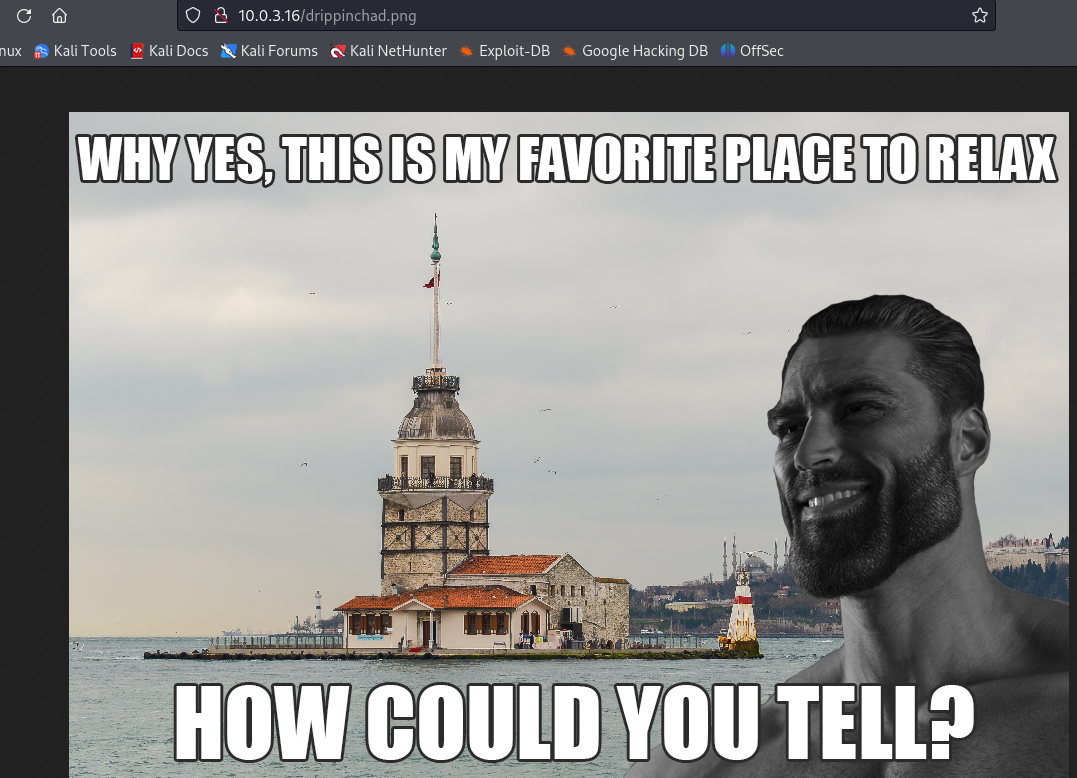 10.0.3.16/drippinchad.png
nux Kali Tools Kali Docs Kali Forums Kali NetHunter Exploit-DB Google Hacking DB OffSec
WHY YES, THIS IS MY FAVORITE PLACE TO RELAX
HOW COULD YOU TELL?